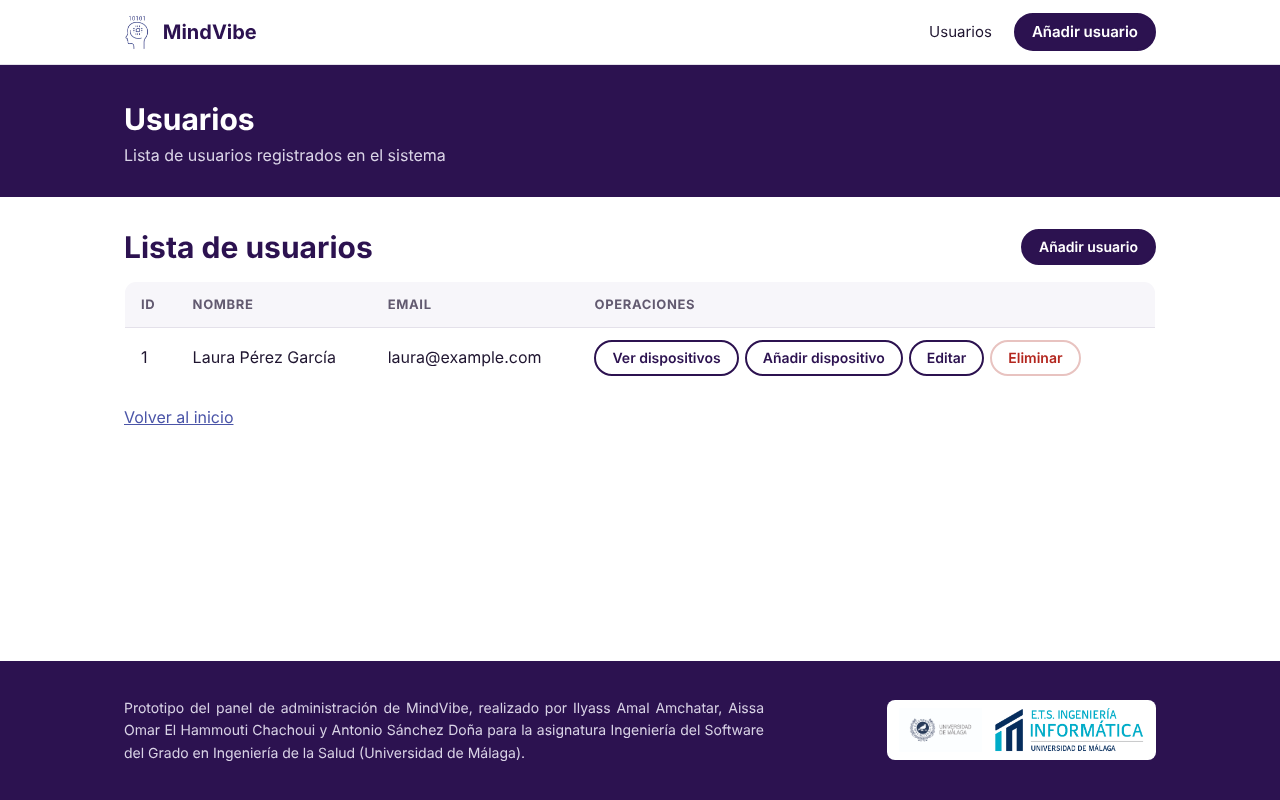 10101
MindVibe
Usuarios
Añadir usuario
Usuarios
Lista de usuarios registrados en el sistema
Lista de usuarios
Añadir usuario
ID NOMBRE EMAIL OPERACIONES
1 Laura Pérez García laura@example.com Ver dispositivos Añadir dispositivo Editar Eliminar
Volver al inicio
Prototipo del panel de administración de MindVibe, realizado por Ilyass Amal Amchatar, Aissa
Omar El Hammouti Chachoui y Antonio Sánchez Doña para la asignatura Ingeniería del Software
del Grado en Ingeniería de la Salud (Universidad de Málaga).
UNIVERSIDAD
DE MÁLAGA
E.T.S. INGENIERÍA
INFORMÁTICA
UNIVERSIDAD DE MÁLAGA